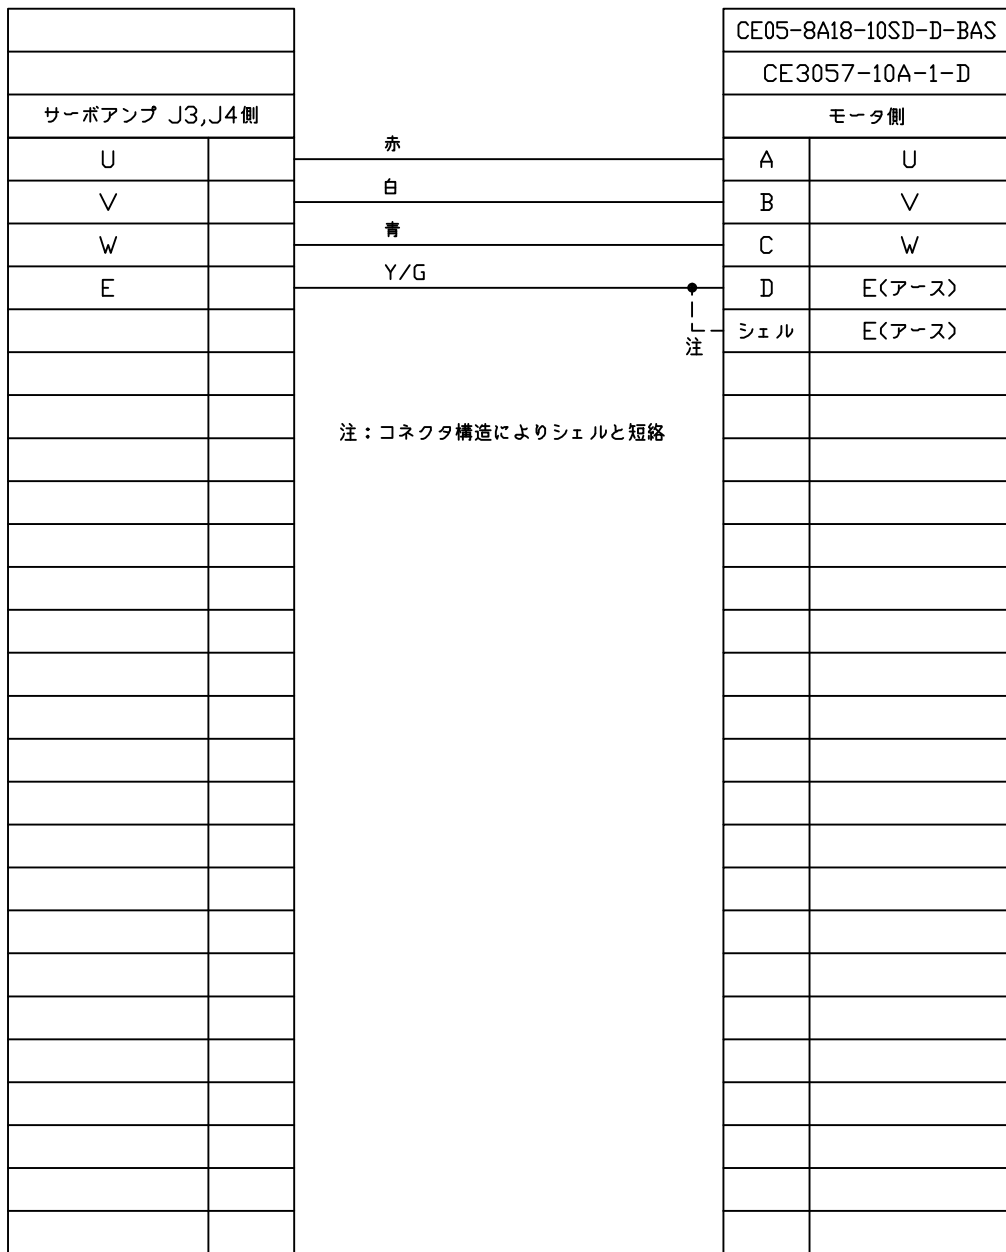 CE05-8A18-10SD-D-BAS
CE3057-10A-1-D
サーボアンプ J3,J4側
モータ側
U 赤 A U
V 白 B V
W 青 C W
E Y/G D E(アース)
シェル E(アース)
注
注:コネクタ構造によりシェルと短絡